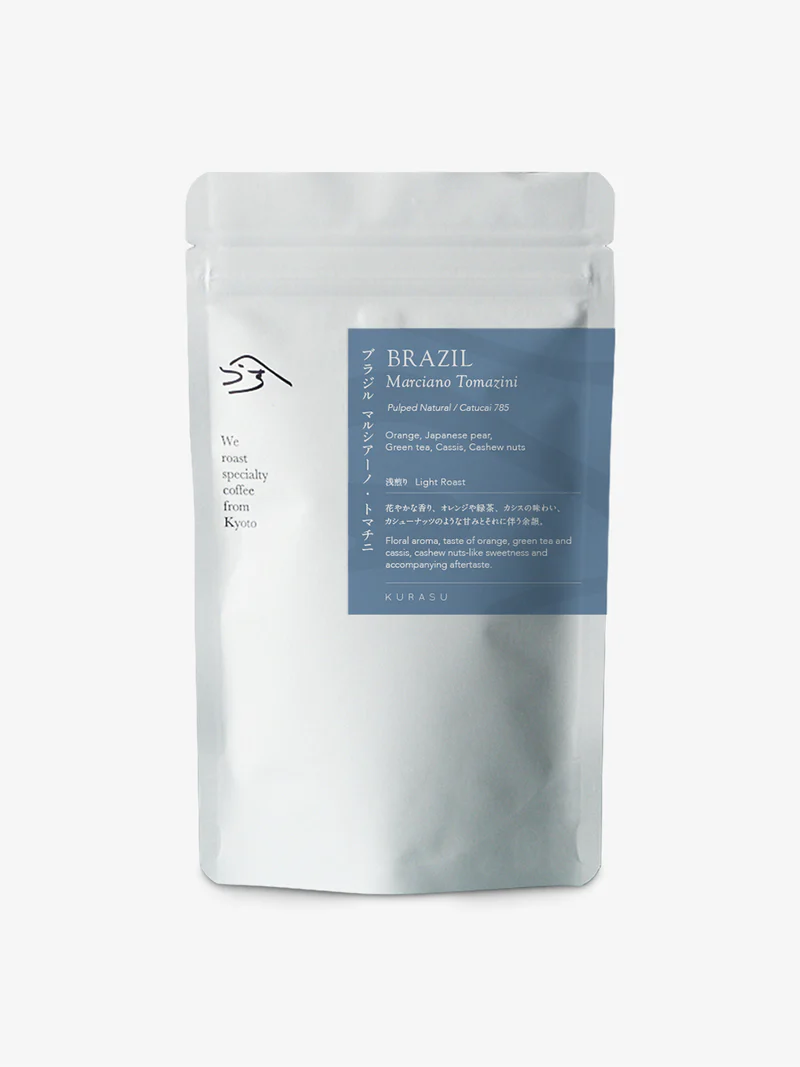 We
roast
specialty
coffee
from
Kyoto
ブラジル マルシアーノ・トマチニ
BRAZIL
Marciano Tomazini
Pulped Natural / Catucai 785
Orange, Japanese pear,
Green tea, Cassis, Cashew nuts
浅煎り Light Roast
花やかな香り、オレンジや緑茶、カシスの味わい、
カシューナッツのような甘みとそれに伴う余韻。
Floral aroma, taste of orange, green tea and
cassis, cashew nuts-like sweetness and
accompanying aftertaste.
KURASU